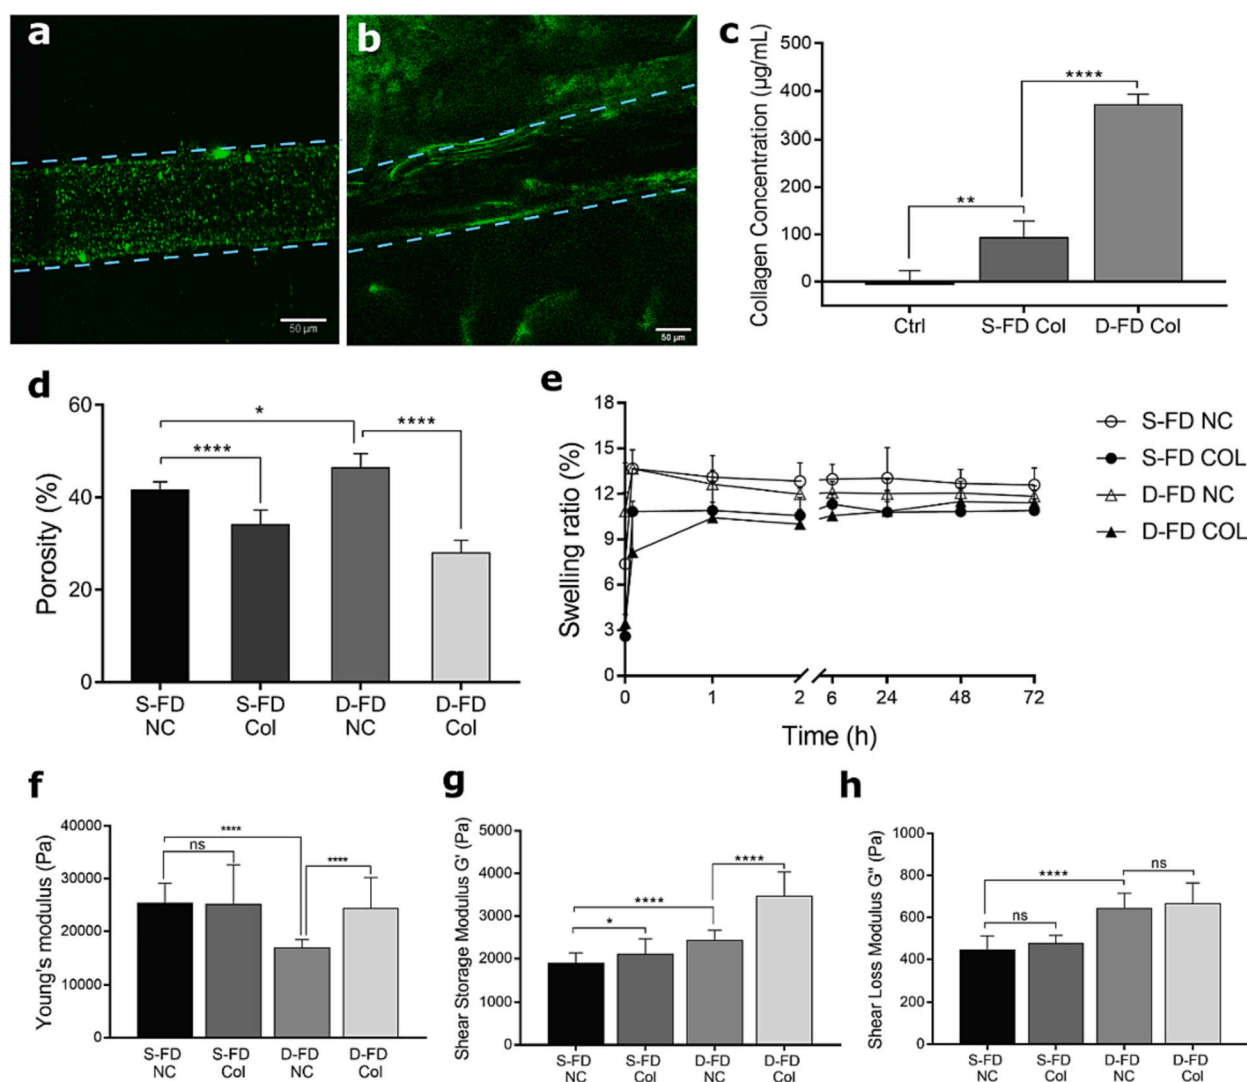 a
50 µm
b
50 µm
c
Collagen Concentration (µg/mL)
500
400
300
200
100
0
**
****
Ctrl
S-FD Col
D-FD Col
d
Porosity (%)
60
40
20
0
****
*
****
S-FD
NC
S-FD
Col
D-FD
NC
D-FD
Col
e
Swelling ratio (%)
18
15
12
9
6
3
0
0
1
2
6
24
48
72
Time (h)
S-FD NC
S-FD COL
D-FD NC
D-FD COL
f
Young's modulus (Pa)
40000
30000
20000
10000
0
****
ns
****
S-FD
NC
S-FD
Col
D-FD
NC
D-FD
Col
g
Shear Storage Modulus G' (Pa)
5000
4000
3000
2000
1000
0
****
****
*
S-FD
NC
S-FD
Col
D-FD
NC
D-FD
Col
h
Shear Loss Modulus G" (Pa)
1000
800
600
400
200
0
****
ns
ns
S-FD
NC
S-FD
Col
D-FD
NC
D-FD
Col